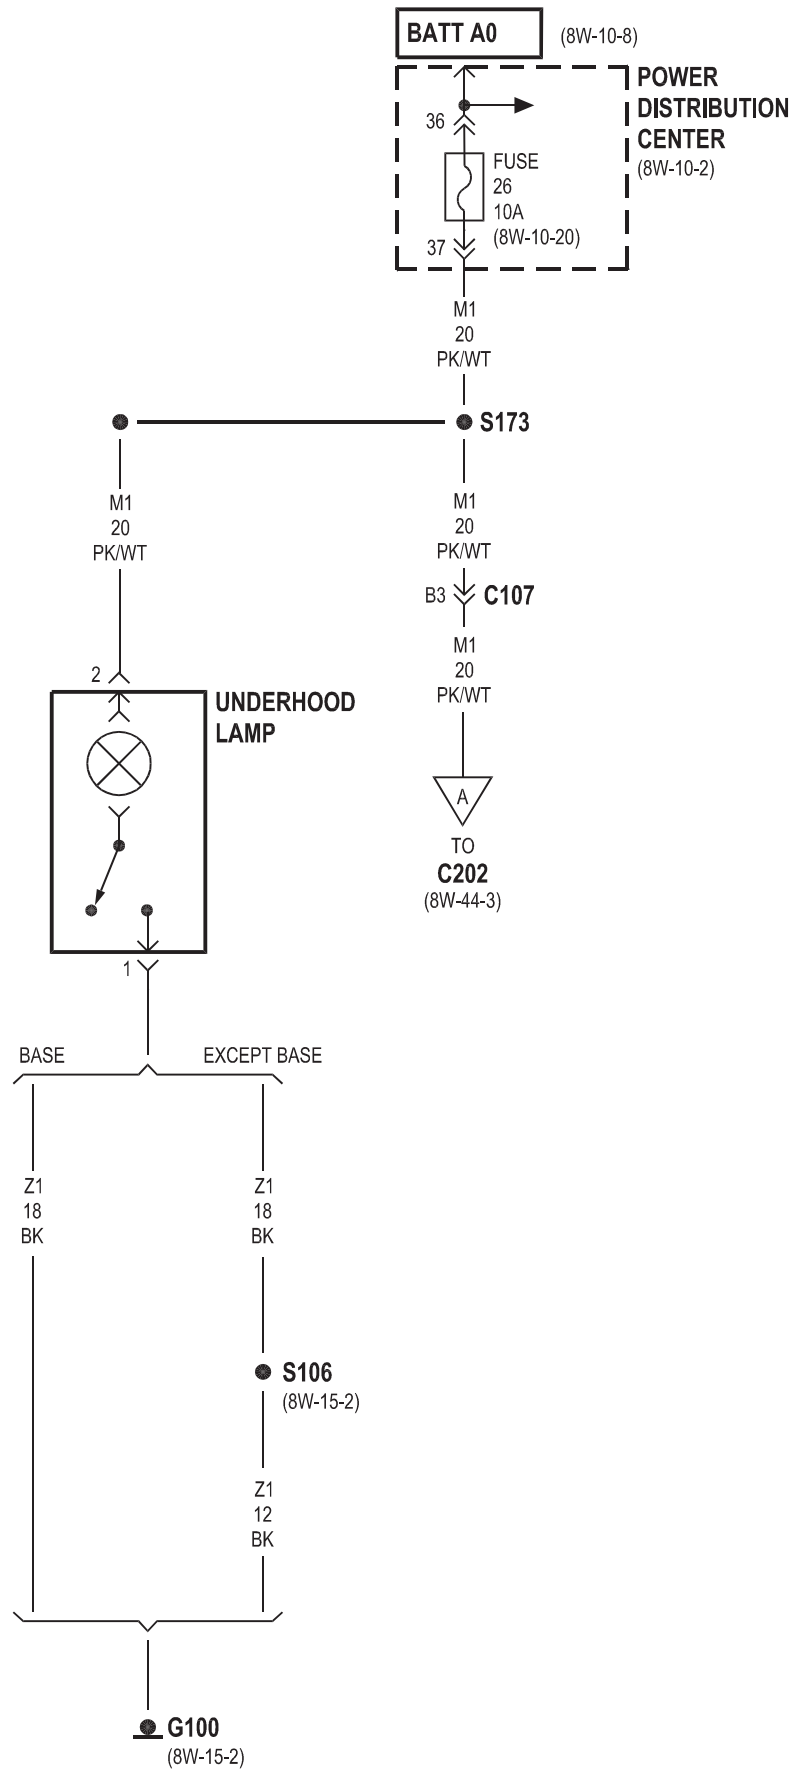 BATT A0
(8W-10-8)
POWER
DISTRIBUTION
CENTER
(8W-10-2)
36
FUSE
26
10A
(8W-10-20)
37
M1
20
PK/WT
S173
M1
20
PK/WT
M1
20
PK/WT
B3
C107
M1
20
PK/WT
2
UNDERHOOD
LAMP
A
TO
C202
(8W-44-3)
1
BASE
EXCEPT BASE
Z1
18
BK
Z1
18
BK
S106
(8W-15-2)
Z1
12
BK
G100
(8W-15-2)